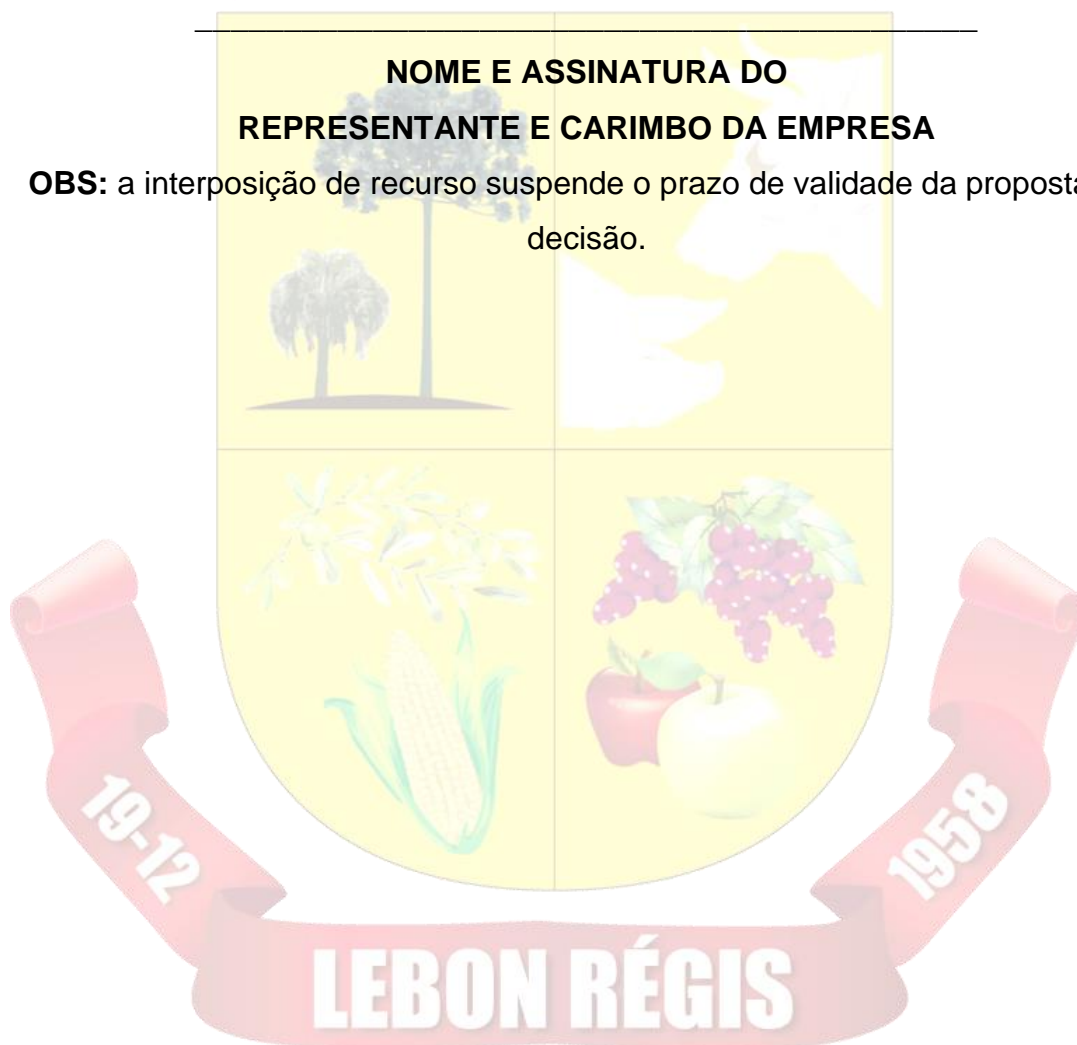 NOME E ASSINATURA DO
REPRESENTANTE E CARIMBO DA EMPRESA
OBS: a interposição de recurso suspende o prazo de validade da proposta
decisão.
19-12
1958
LEBON RÉGIS